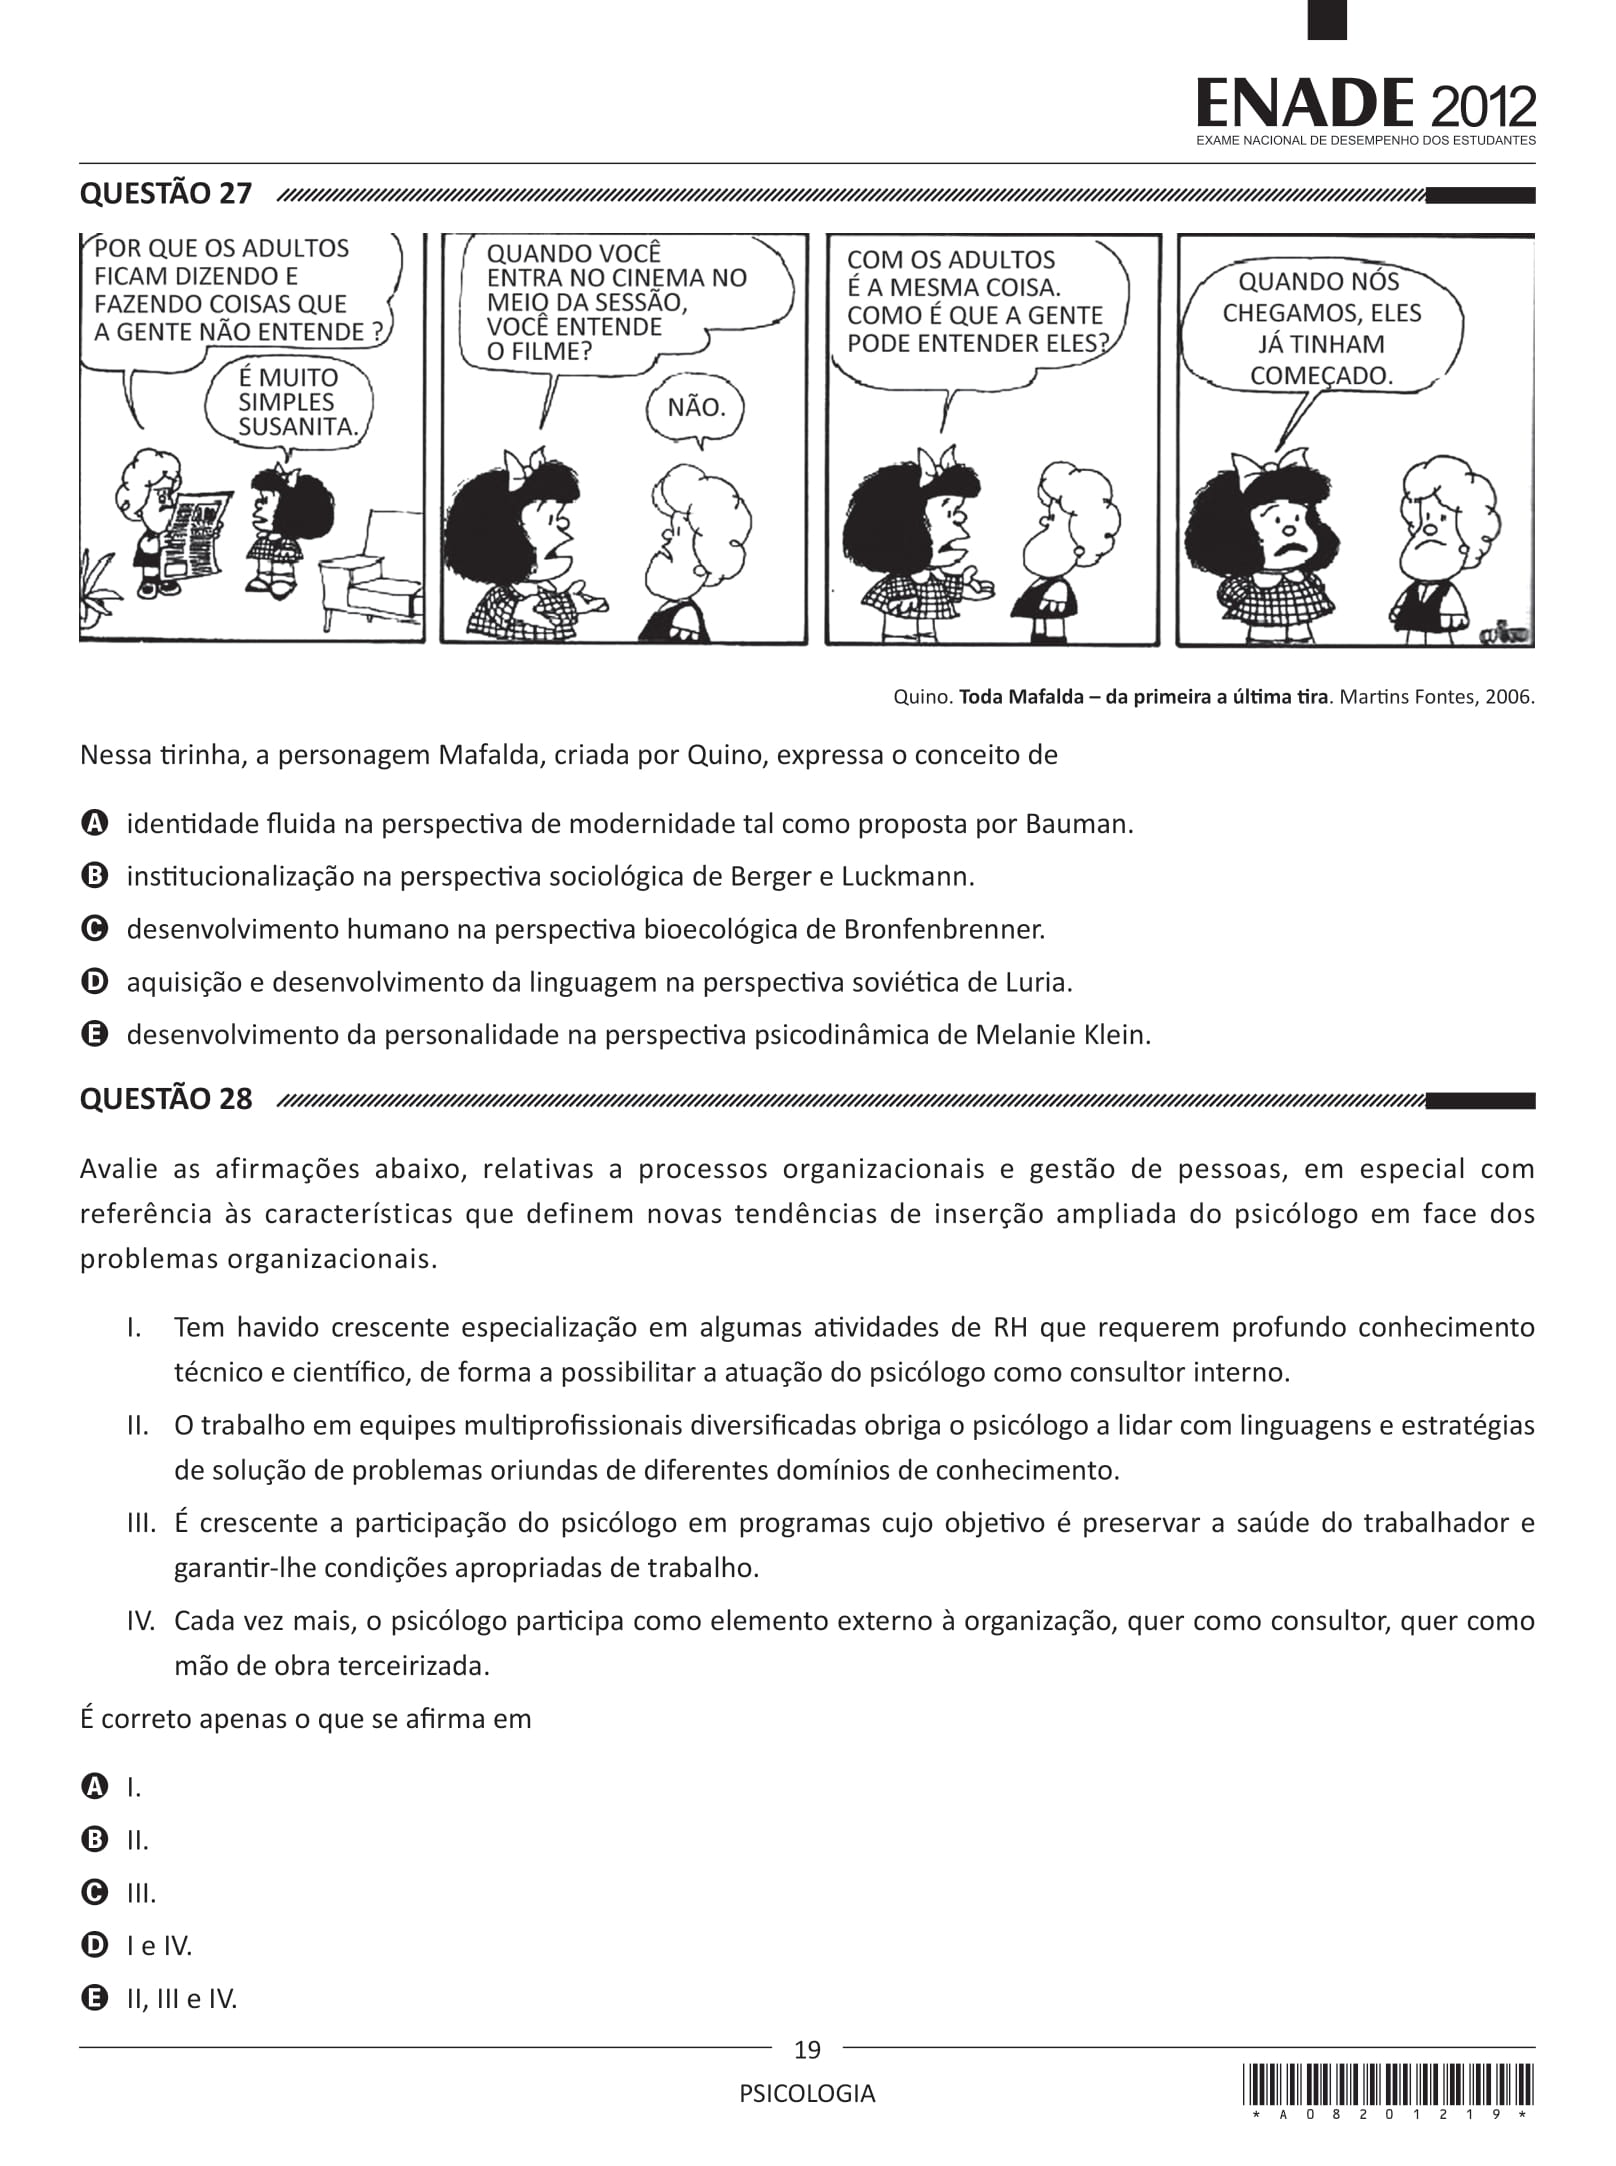 ENADE 2012
EXAME NACIONAL DE DESEMPENHO DOS ESTUDANTES
QUESTÃO 27
POR QUE OS ADULTOS
FICAM DIZENDO E
FAZENDO COISAS QUE
A GENTE NÃO ENTENDE ?
É MUITO
SIMPLES
SUSANITA.
QUANDO VOCÊ
ENTRA NO CINEMA NO
MEIO DA SESSÃO,
VOCÊ ENTENDE
O FILME?
NÃO.
COM OS ADULTOS
É A MESMA COISA.
COMO É QUE A GENTE
PODE ENTENDER ELES?
QUANDO NÓS
CHEGAMOS, ELES
JÁ TINHAM
COMEÇADO.
Quino. Toda Mafalda – da primeira a última tira. Martins Fontes, 2006.
Nessa tirinha, a personagem Mafalda, criada por Quino, expressa o conceito de
A identidade fluida na perspectiva de modernidade tal como proposta por Bauman.
B institucionalização na perspectiva sociológica de Berger e Luckmann.
C desenvolvimento humano na perspectiva bioecológica de Bronfenbrenner.
D aquisição e desenvolvimento da linguagem na perspectiva soviética de Luria.
E desenvolvimento da personalidade na perspectiva psicodinâmica de Melanie Klein.
QUESTÃO 28
Avalie as afirmações abaixo, relativas a processos organizacionais e gestão de pessoas, em especial com
referência às características que definem novas tendências de inserção ampliada do psicólogo em face dos
problemas organizacionais.
I. Tem havido crescente especialização em algumas atividades de RH que requerem profundo conhecimento
técnico e científico, de forma a possibilitar a atuação do psicólogo como consultor interno.
II. O trabalho em equipes multiprofissionais diversificadas obriga o psicólogo a lidar com linguagens e estratégias
de solução de problemas oriundas de diferentes domínios de conhecimento.
III. É crescente a participação do psicólogo em programas cujo objetivo é preservar a saúde do trabalhador e
garantir-lhe condições apropriadas de trabalho.
IV. Cada vez mais, o psicólogo participa como elemento externo à organização, quer como consultor, quer como
mão de obra terceirizada.
É correto apenas o que se afirma em
A I.
B II.
C III.
D I e IV.
E II, III e IV.
19
PSICOLOGIA
* A 0 8 2 0 1 2 1 9 *